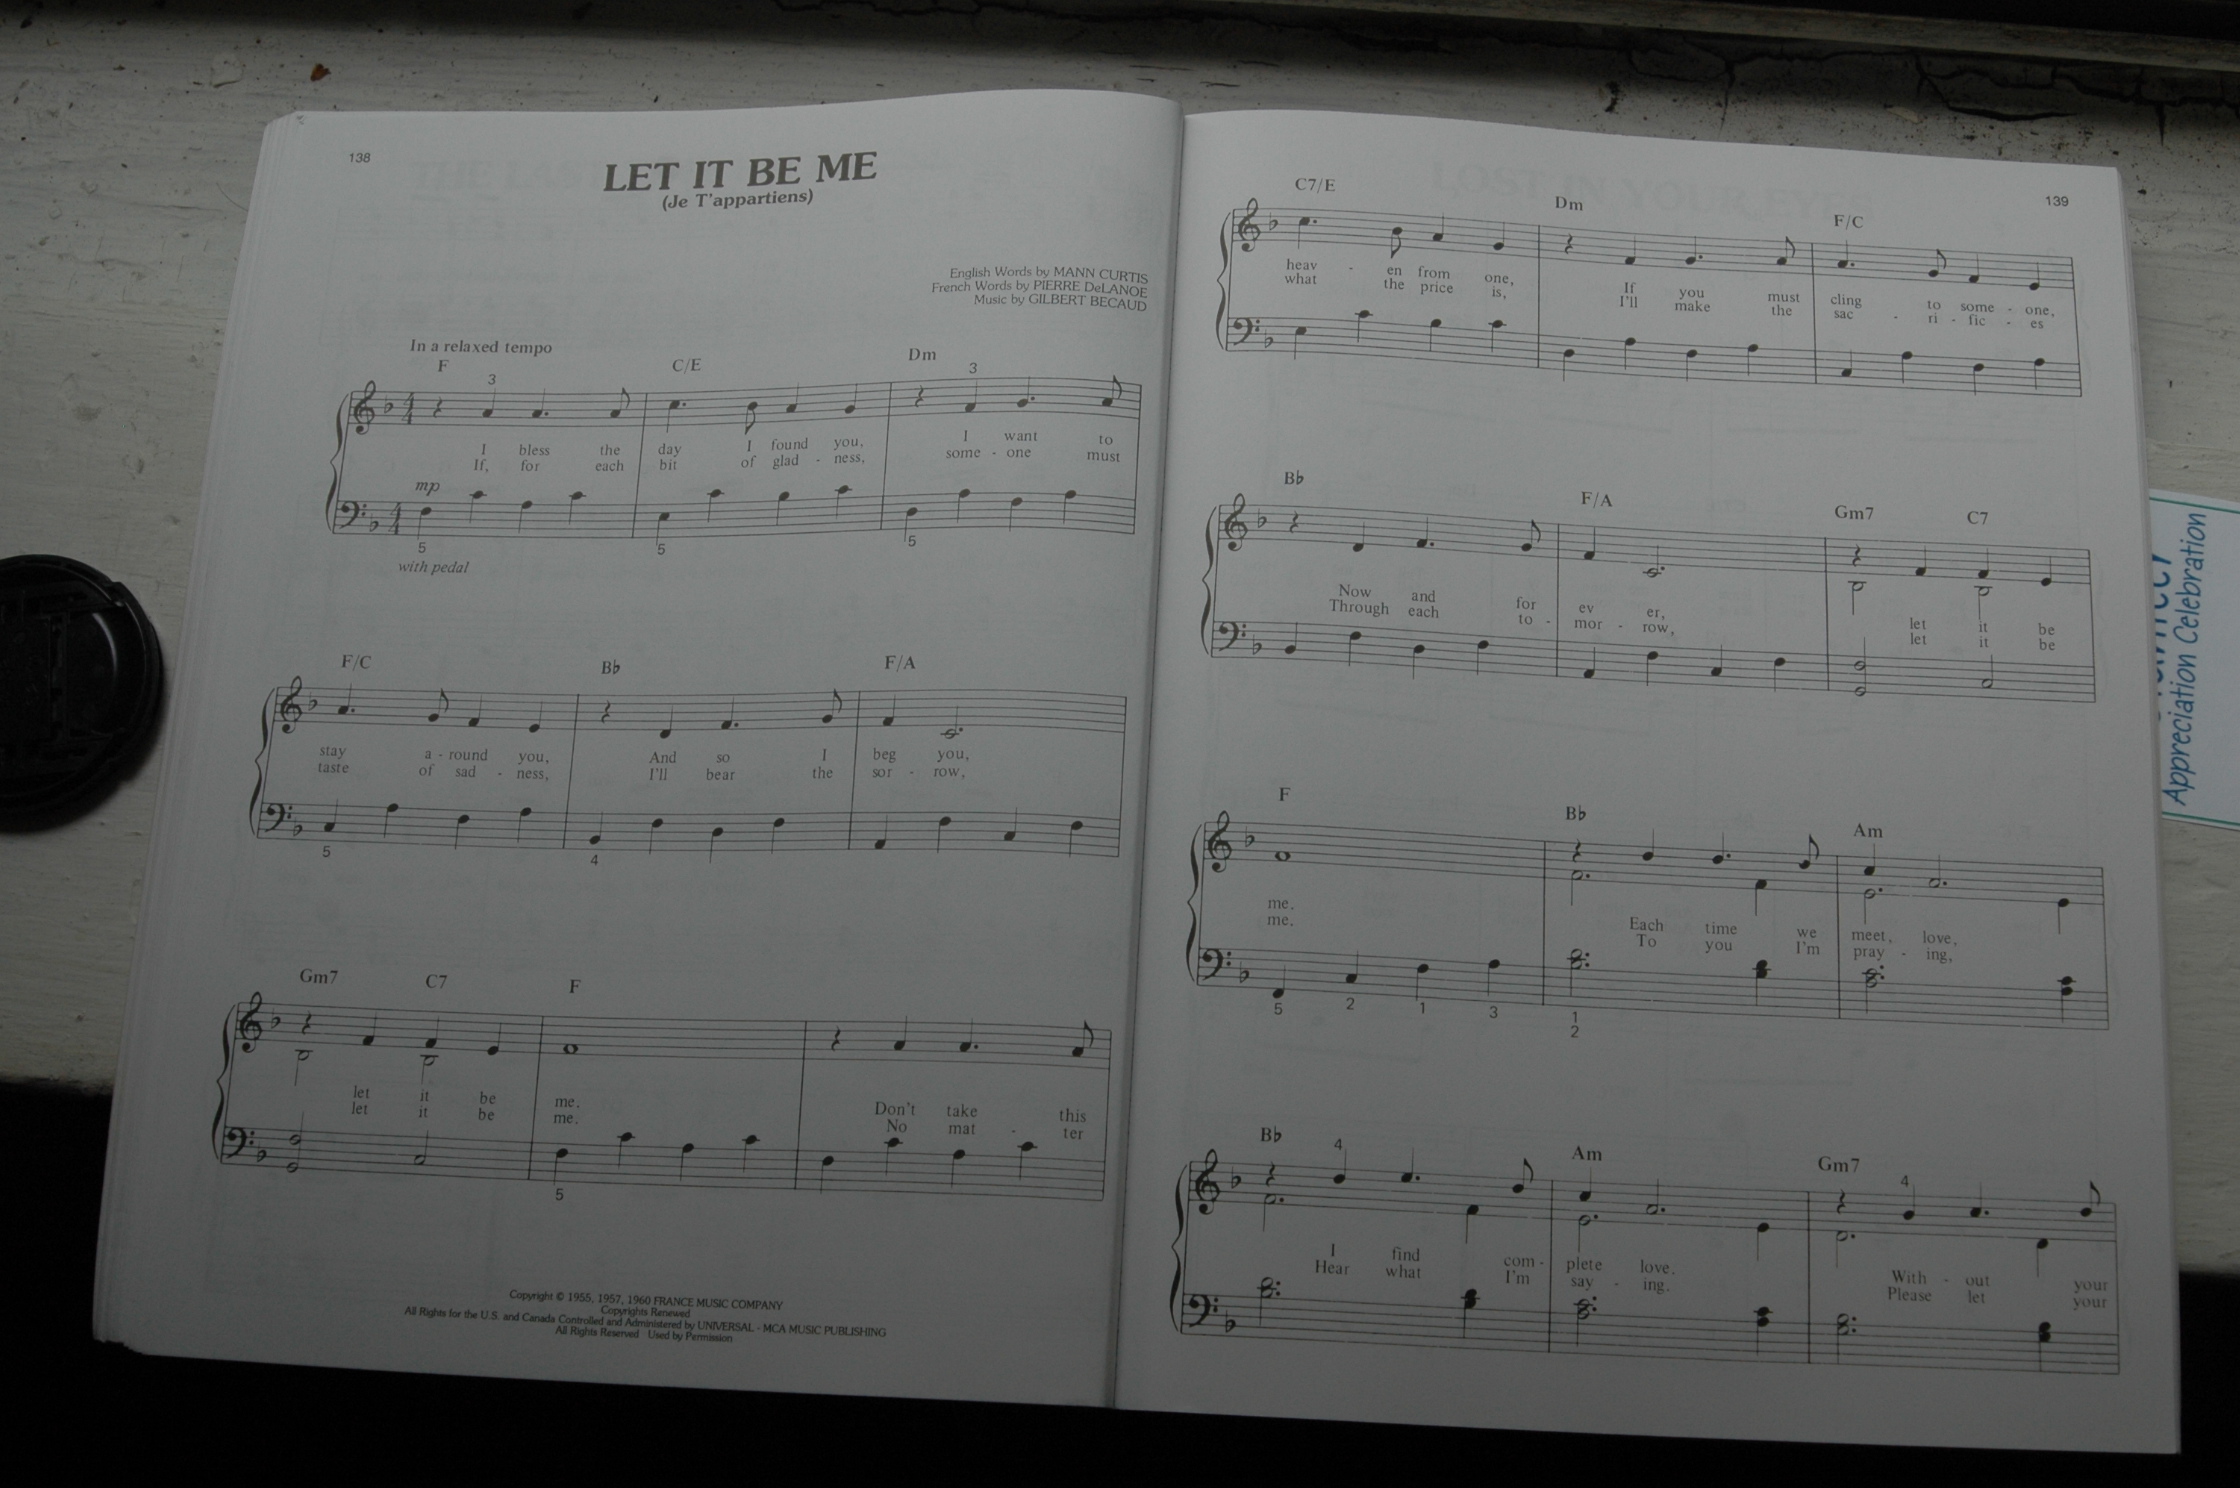 138
LET IT BE ME
(Je T'appartiens)
English Words by MANN CURTIS
French Words by PIERRE DeLANOE
Music by GILBERT BECAUD
In a relaxed tempo
F C/E Dm
3 3
I bless the day I found you, I want to
If, for each bit of glad - ness, some - one must
mp
5 5 5
with pedal
F/C Bb F/A
stay a - round you, And so I beg you,
taste of sad - ness, I'll bear the sor - row,
5 4
Gm7 C7 F
let it be me. Don't take this
let it be me. No mat - ter
5
Copyright © 1955, 1957, 1960 FRANCE MUSIC COMPANY
Copyrights Renewed
All Rights for the U.S. and Canada Controlled and Administered by UNIVERSAL - MCA MUSIC PUBLISHING
All Rights Reserved Used by Permission
139
C7/E Dm F/C
heav - en from one, If you must cling to some - one,
what the price is, I'll make the sac - ri - fic - es
Bb F/A Gm7 C7
Now and for ev er, let it be
Through each to - mor - row, let it be
F Bb Am
me. Each time we meet, love,
me. To you I'm pray - ing,
5 2 1 3 1
2
Bb Am Gm7
4 4
I find com - plete love. With - out your
Hear what I'm say - ing. Please let your
Appreciation Celebration